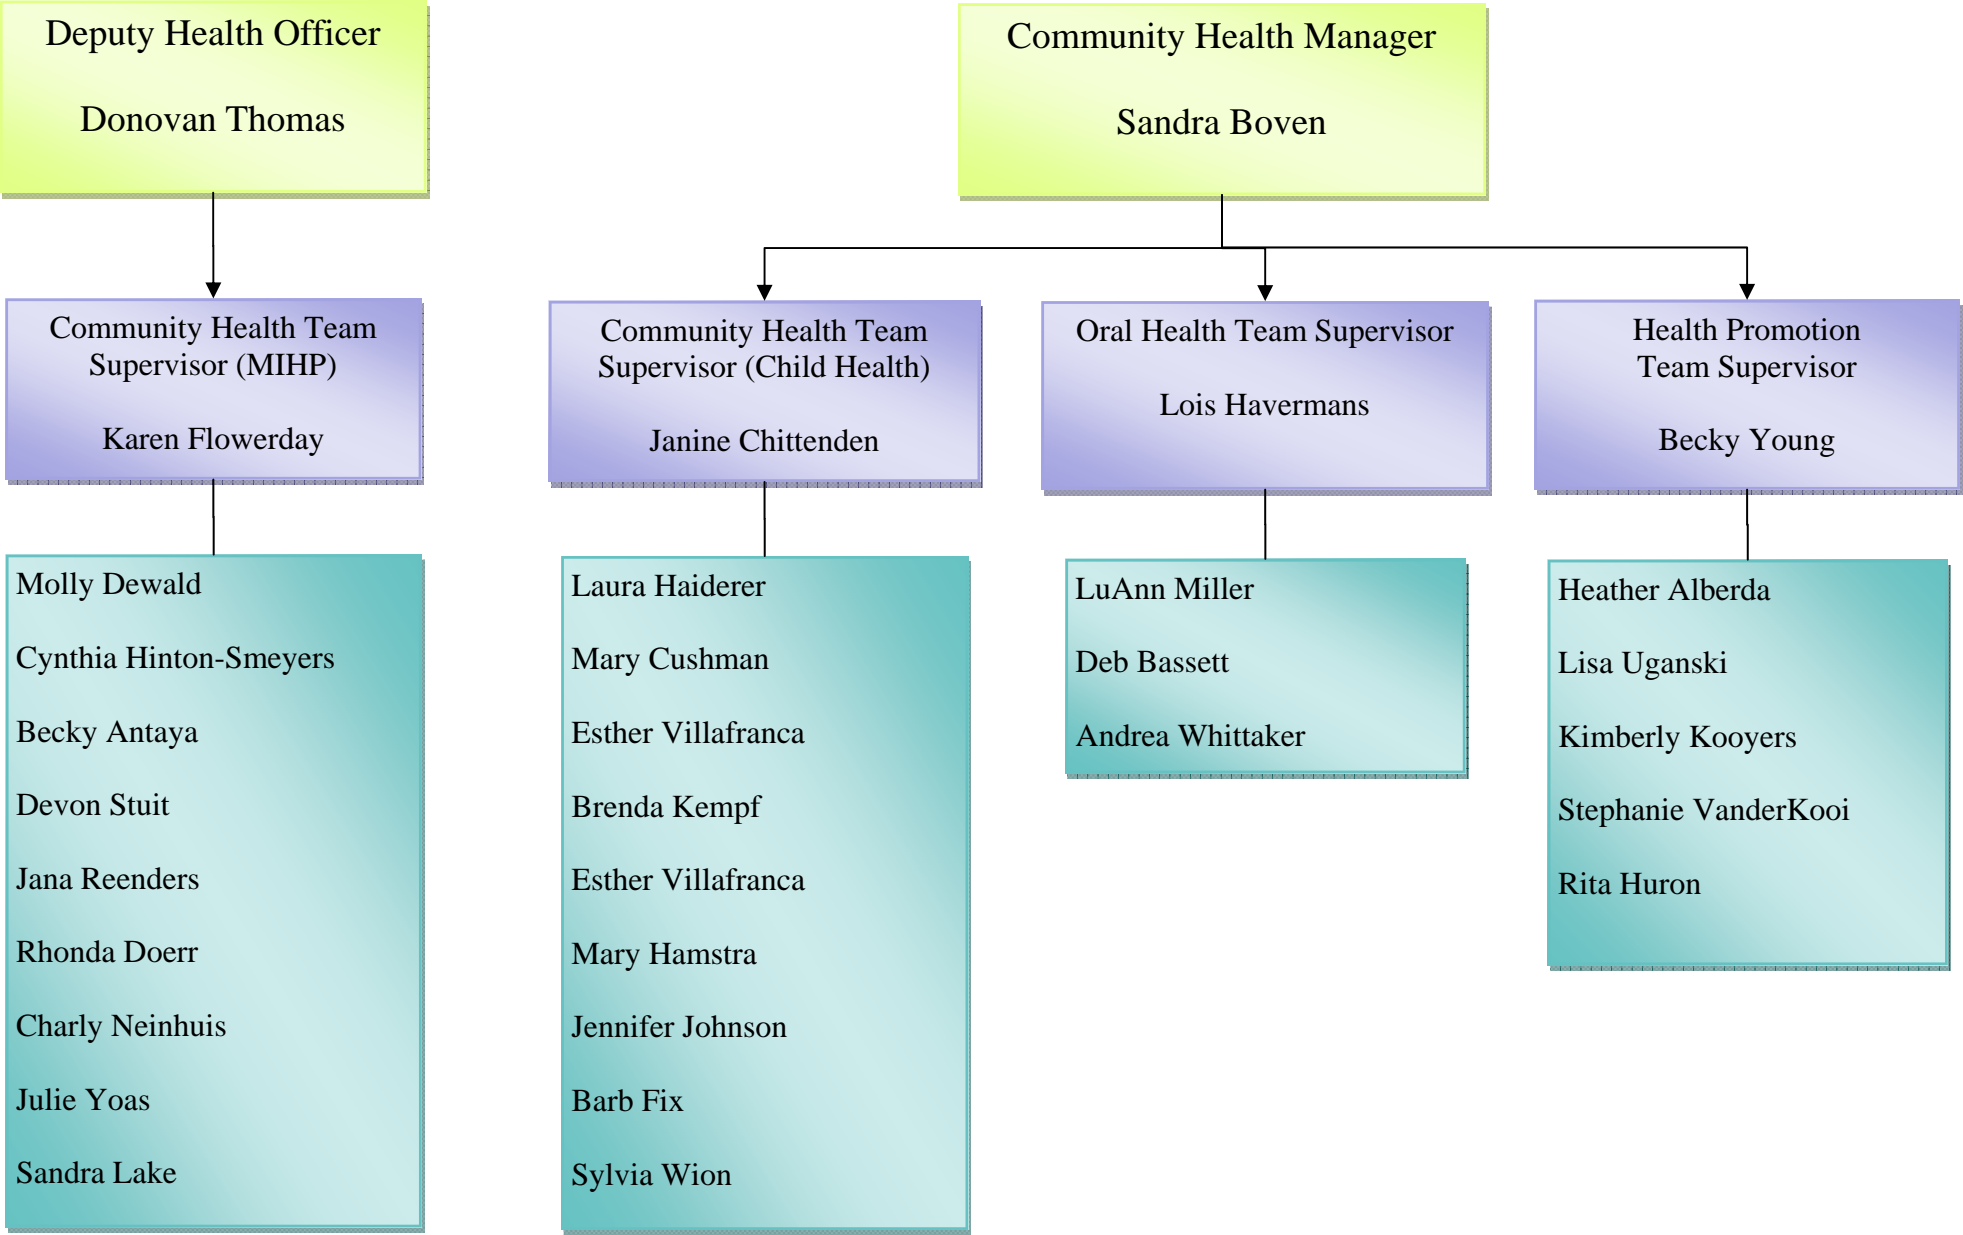 Deputy Health Officer
Donovan Thomas
Community Health Manager
Sandra Boven
Community Health Team
Supervisor (MIHP)
Karen Flowerday
Community Health Team
Supervisor (Child Health)
Janine Chittenden
Oral Health Team Supervisor
Lois Havermans
Health Promotion
Team Supervisor
Becky Young
Molly Dewald
Cynthia Hinton-Smeyers
Becky Antaya
Devon Stuit
Jana Reenders
Rhonda Doerr
Charly Neinhuis
Julie Yoas
Sandra Lake
Laura Haiderer
Mary Cushman
Esther Villafranca
Brenda Kempf
Esther Villafranca
Mary Hamstra
Jennifer Johnson
Barb Fix
Sylvia Wion
LuAnn Miller
Deb Bassett
Andrea Whittaker
Heather Alberda
Lisa Uganski
Kimberly Kooyers
Stephanie VanderKooi
Rita Huron